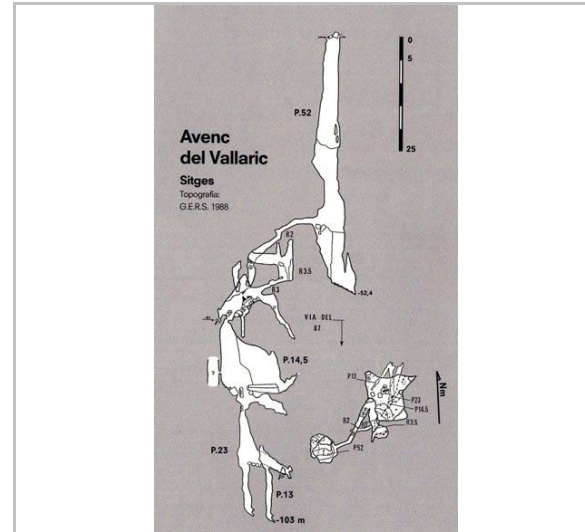 Avenc
del Vallaric
Sitges
Topografia:
G.E.R.S. 1988
0
5
25
P.52
R2
R3.5
R3
-52,4
VIA DEL
87
P.14,5
?
P.23
P.13
-103 m
P13
P23
P14.5
R3.5
R2
P52
Nm